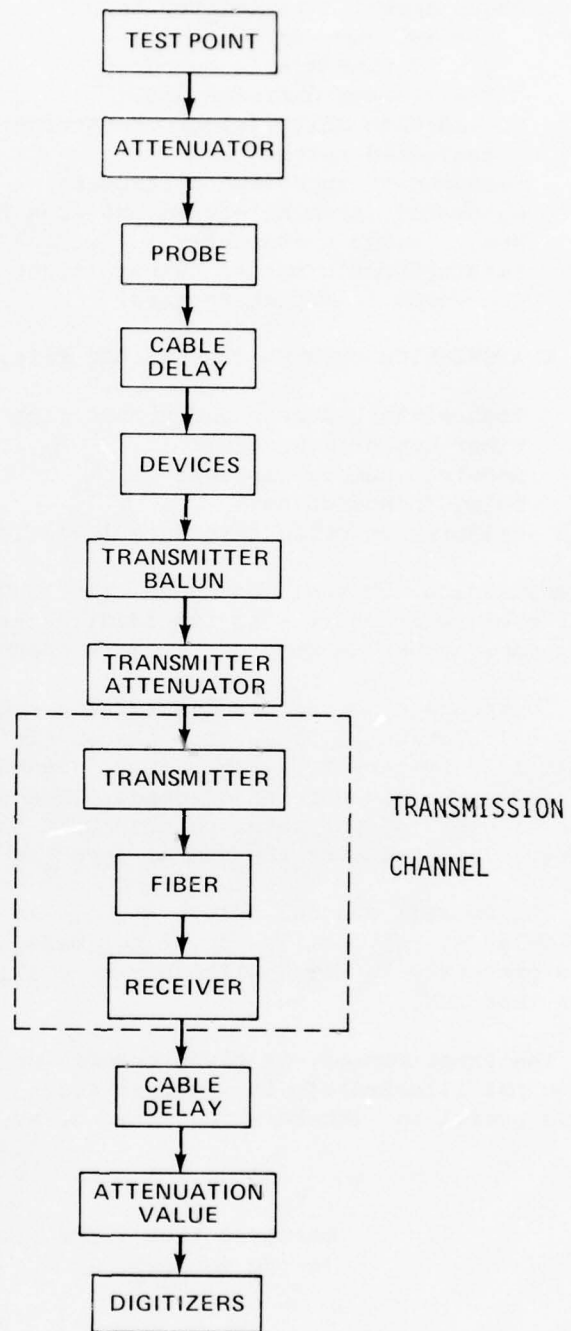 TEST POINT
ATTENUATOR
PROBE
CABLE
DELAY
DEVICES
TRANSMITTER
BALUN
TRANSMITTER
ATTENUATOR
TRANSMITTER
TRANSMISSION
FIBER
CHANNEL
RECEIVER
CABLE
DELAY
ATTENUATION
VALUE
DIGITIZERS